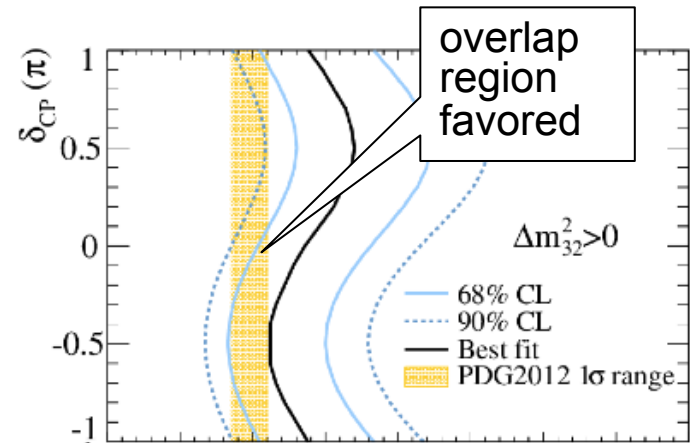 overlap
region
favored
δCP (π)
1
0.5
0
-0.5
-1
Δm²32>0
68% CL
90% CL
Best fit
PDG2012 1σ range